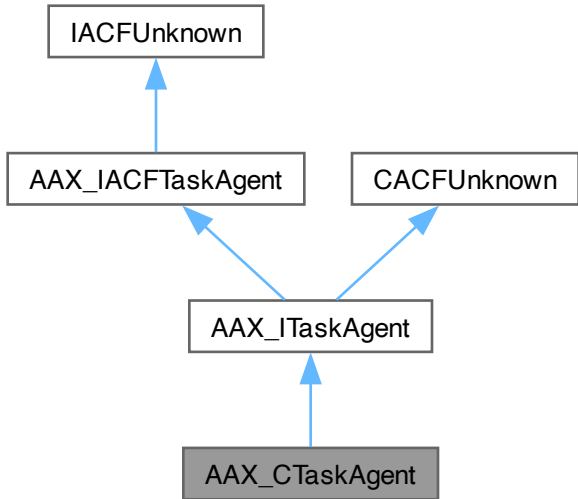 IACFUnknown
AAX_IACFTaskAgent
CACFUnknown
AAX_ITaskAgent
AAX_CTaskAgent